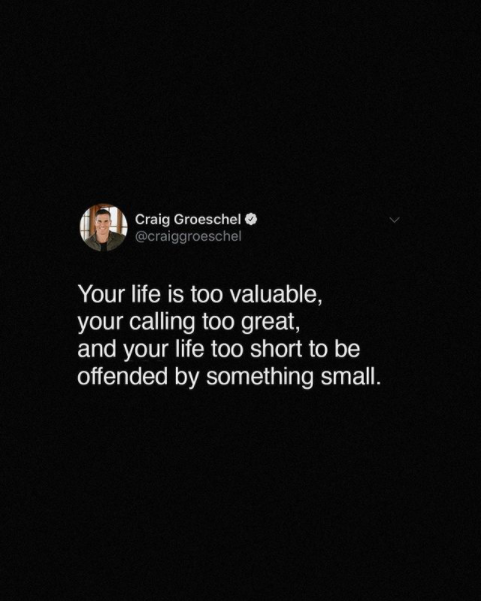 Craig Groeschel
@craiggroeschel
Your life is too valuable,
your calling too great,
and your life too short to be
offended by something small.